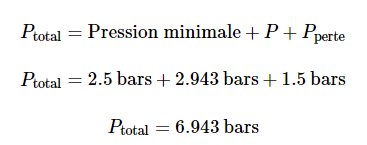 P_total = Pression minimale + P + P_perte
P_total = 2.5 bars + 2.943 bars + 1.5 bars
P_total = 6.943 bars